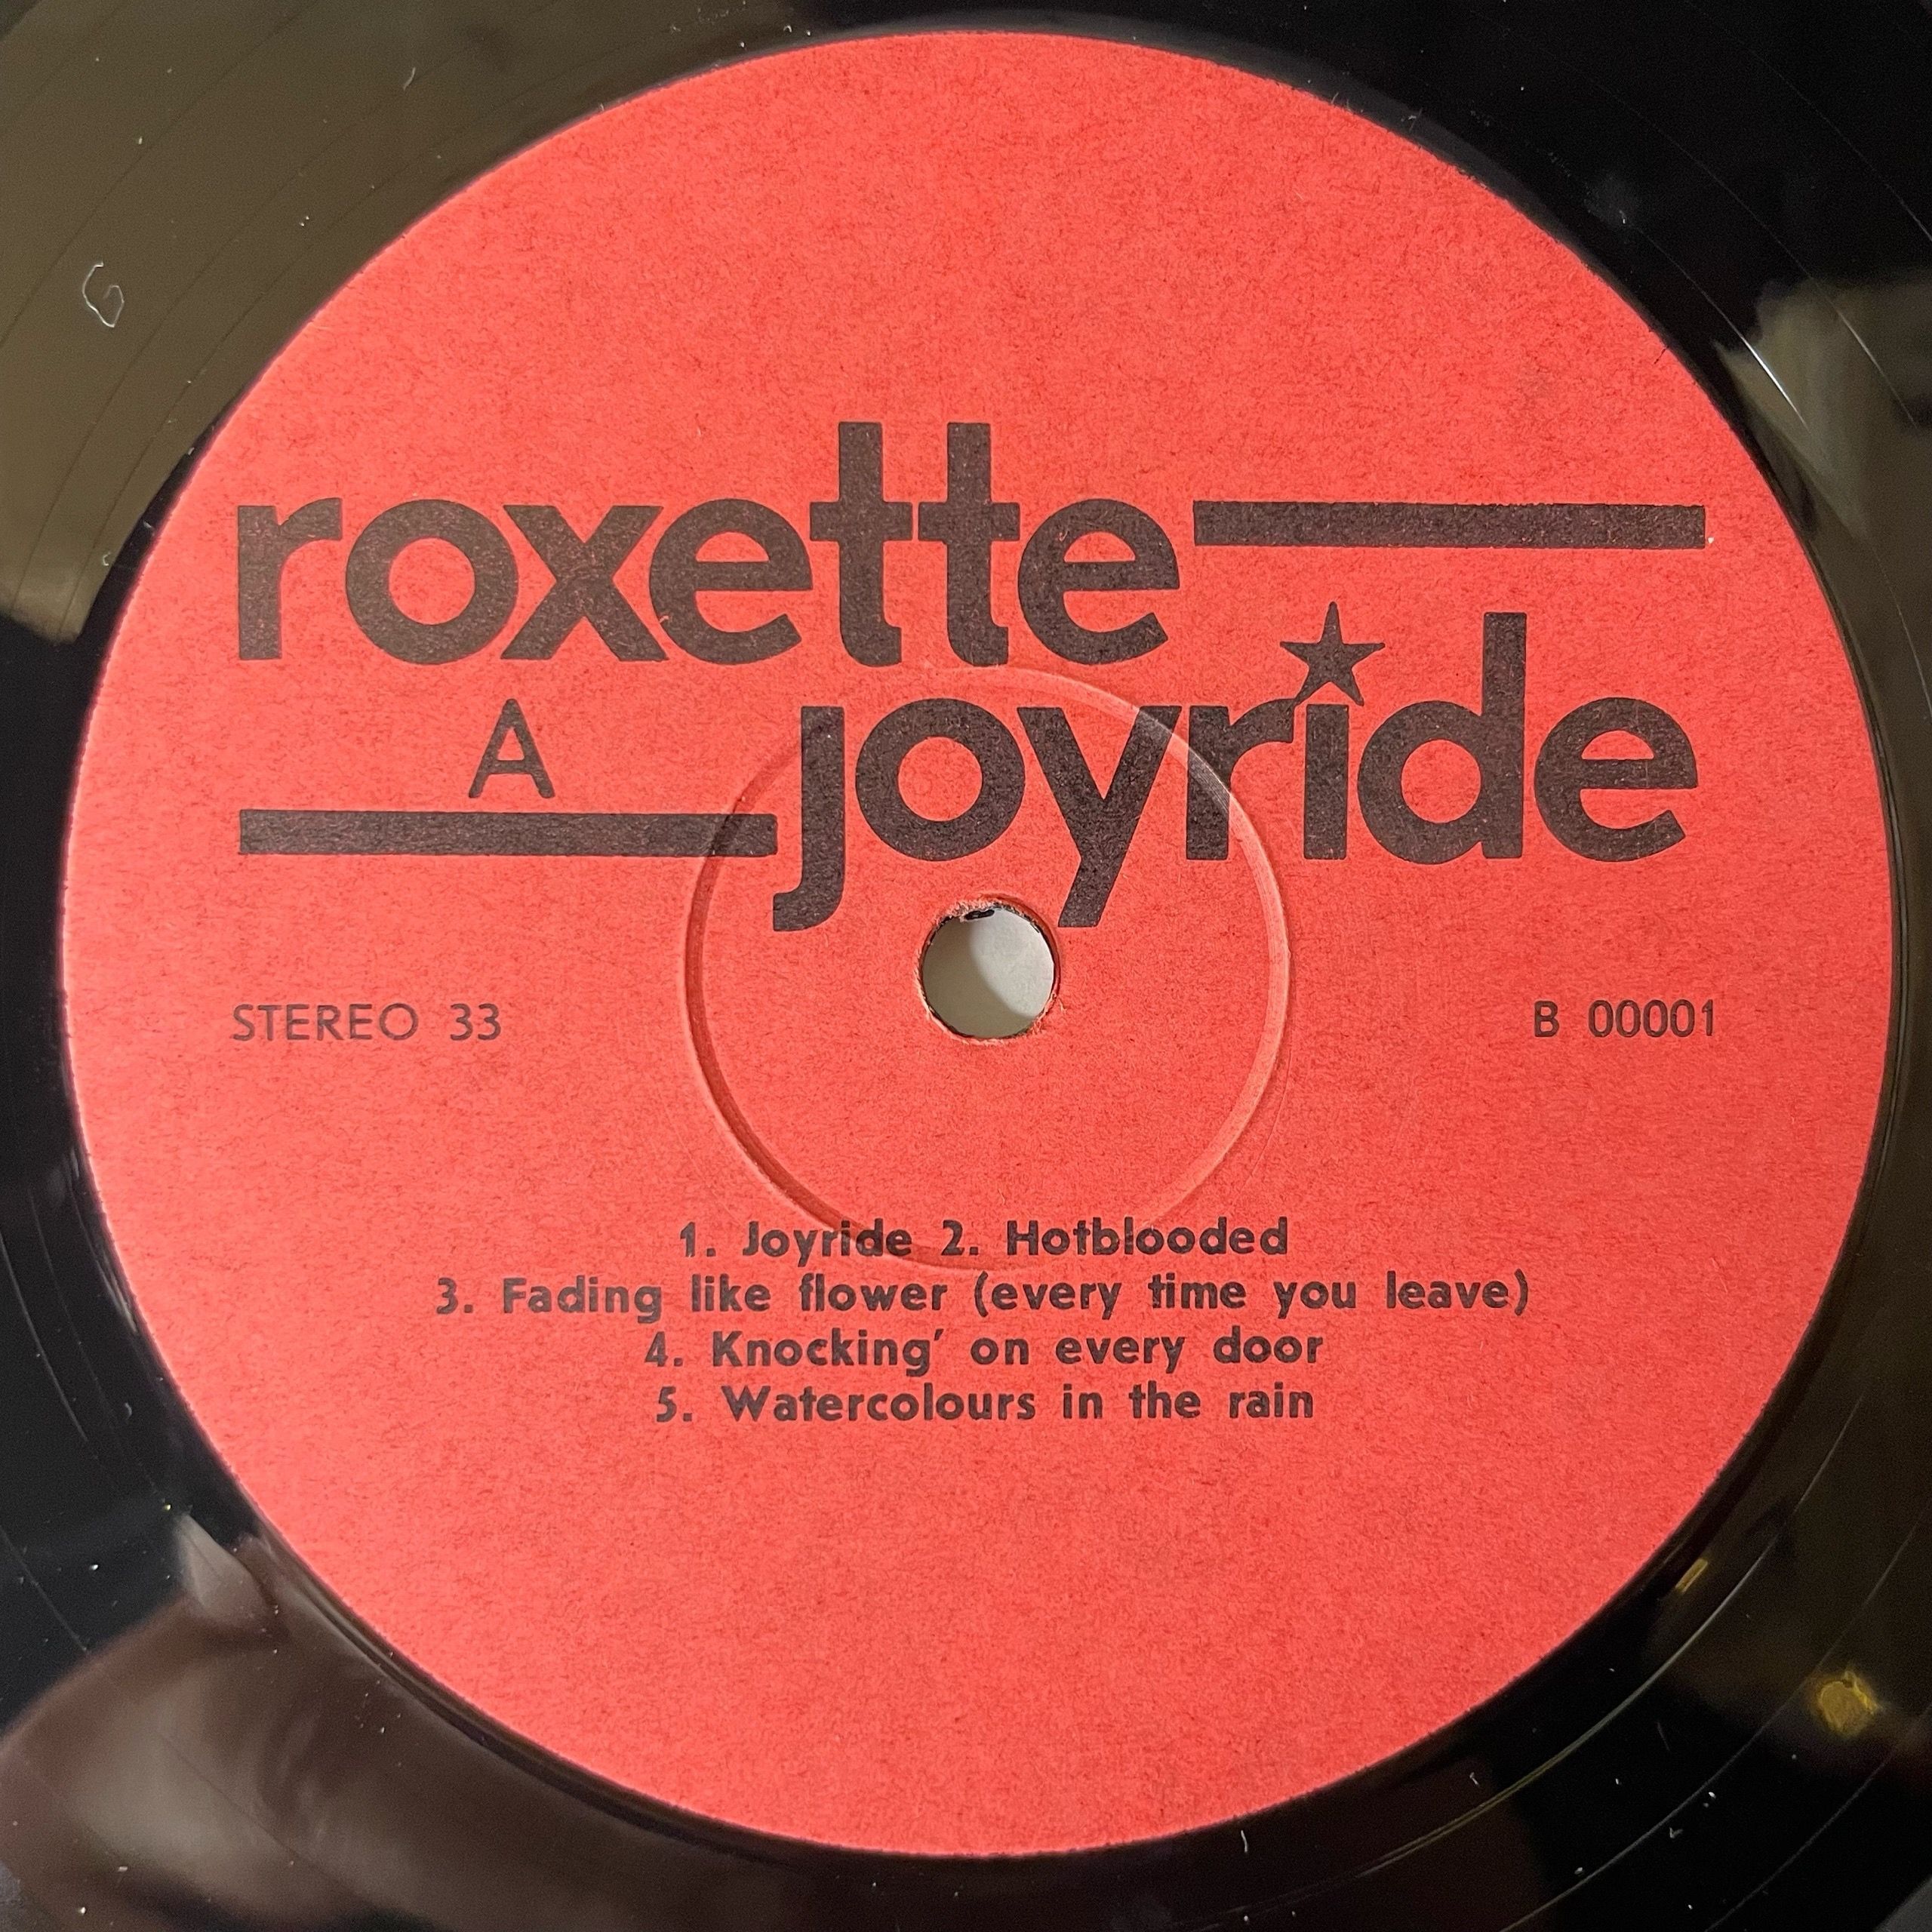 roxette
joyride
A
STEREO 33
B 00001
1. Joyride 2. Hotblooded
3. Fading like flower (every time you leave)
4. Knocking' on every door
5. Watercolours in the rain